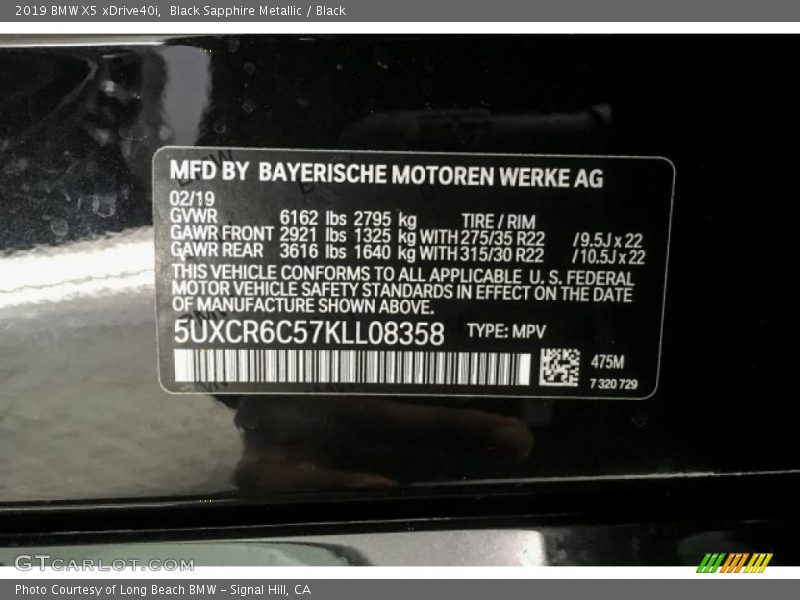 2019 BMW X5 xDrive40i,  Black Sapphire Metallic / Black
MFD BY BAYERISCHE MOTOREN WERKE AG
02/19
GVWR 6162 lbs 2795 kg TIRE / RIM
GAWR FRONT 2921 lbs 1325 kg WITH 275/35 R22 /9.5J x 22
GAWR REAR 3616 lbs 1640 kg WITH 315/30 R22 /10.5J x 22
THIS VEHICLE CONFORMS TO ALL APPLICABLE U. S. FEDERAL
MOTOR VEHICLE SAFETY STANDARDS IN EFFECT ON THE DATE
OF MANUFACTURE SHOWN ABOVE.
5UXCR6C57KLL08358 TYPE: MPV
475M
7 320 729
GTCARLOT.COM
Photo Courtesy of Long Beach BMW - Signal Hill, CA